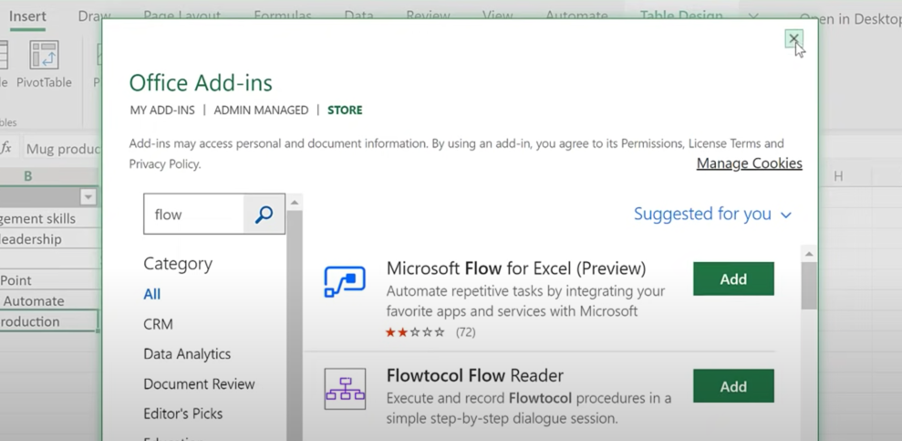 Insert Draw Page Layout Formulas Data Review View Automate Table Design
en in Desktop
PivotTable
fx Mug produc
B H
Office Add-ins
MY ADD-INS | ADMIN MANAGED | STORE
Add-ins may access personal and document information. By using an add-in, you agree to its Permissions, License Terms and
Privacy Policy.
Manage Cookies
gement skills
leadership
Point
Automate
roduction
flow
Suggested for you
Category
All
CRM
Data Analytics
Document Review
Editor's Picks
Microsoft Flow for Excel (Preview)
Automate repetitive tasks by integrating your
favorite apps and services with Microsoft
(72)
Add
Flowtocol Flow Reader
Execute and record Flowtocol procedures in a
simple step-by-step dialogue session.
Add